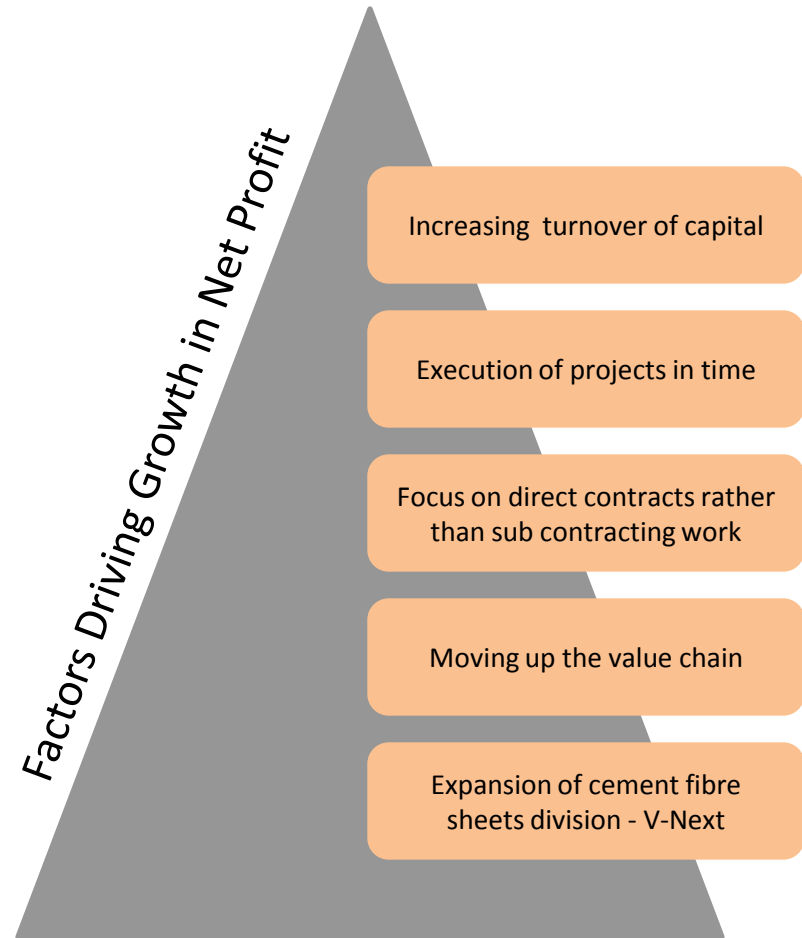 Factors Driving Growth in Net Profit
Increasing turnover of capital
Execution of projects in time
Focus on direct contracts rather
than sub contracting work
Moving up the value chain
Expansion of cement fibre
sheets division - V-Next